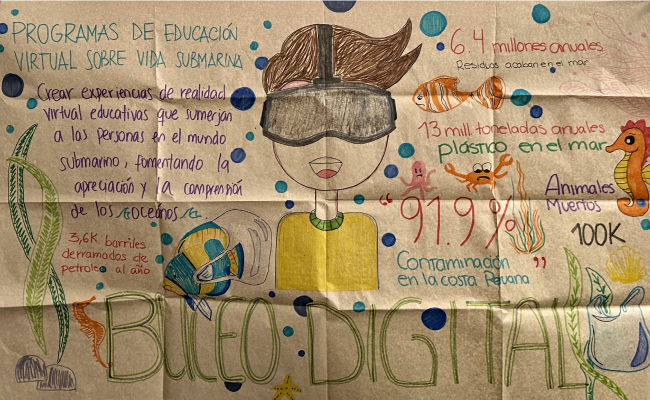 PROGRAMAS DE EDUCACIÓN
VIRTUAL SOBRE VIDA SUBMARINA
Crear experiencias de realidad
virtual educativas que sumerjan
a las personas en el mundo
submarino, fomentando la
apreciación y la comprensión
de los océanos
3,6K barriles
derramados de
petroleo al año
6.4 millones anuales
Residuos acaban en el mar
13 mill toneladas anuales
plástico en el mar
Animales
Muertos
100K
"91.9%"
Contaminación
en la costa Peruana
BUCEO DIGITAL